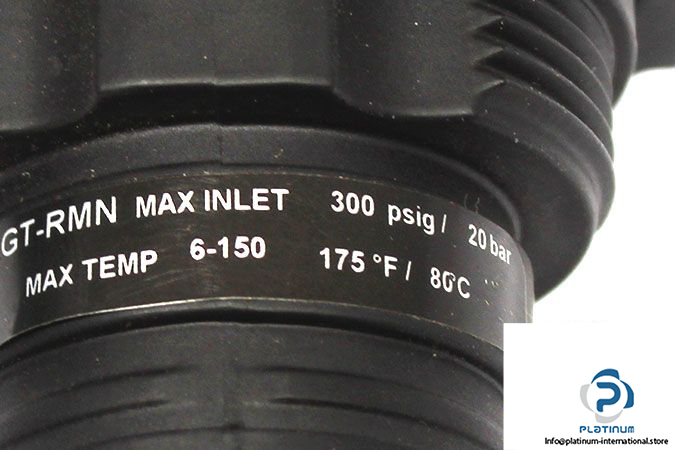 GT-RMN MAX INLET 300 psig / 20 bar
MAX TEMP 6-150 175 °F / 80°C
PLATINUM
Info@platinum-international.store